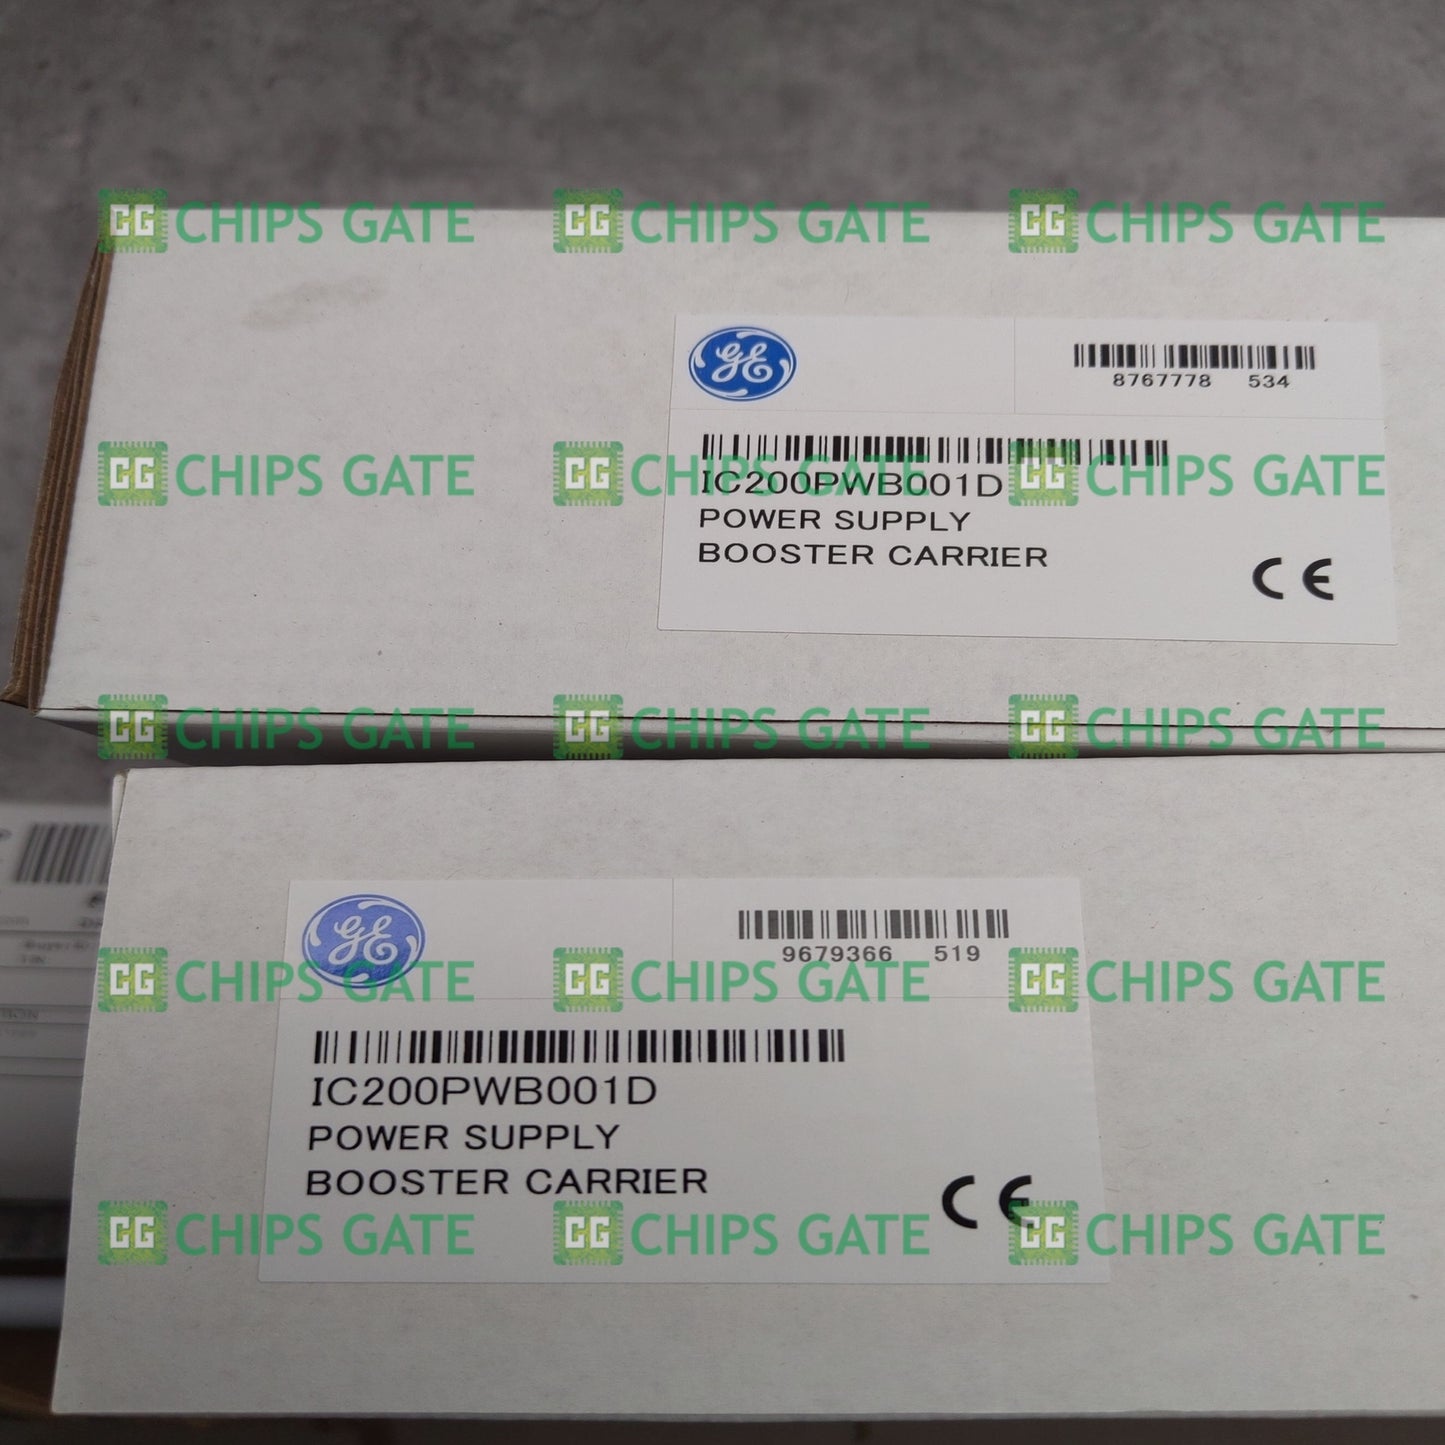 CG CHIPS GATE CG CHIPS GATE CG CHIPS GATE
GE
8767778 534
CG CHIPS GATE CG CHIPS GATE CG CHIPS GATE
IC200PWB001D
POWER SUPPLY
BOOSTER CARRIER
CE
CG CHIPS GATE CG CHIPS GATE CG CHIPS GATE
GE
9679366 519
CG CHIPS GATE CG CHIPS GATE CG CHIPS GATE
IC200PWB001D
POWER SUPPLY
BOOSTER CARRIER
CE
CG CHIPS GATE CG CHIPS GATE CG CHIPS GATE